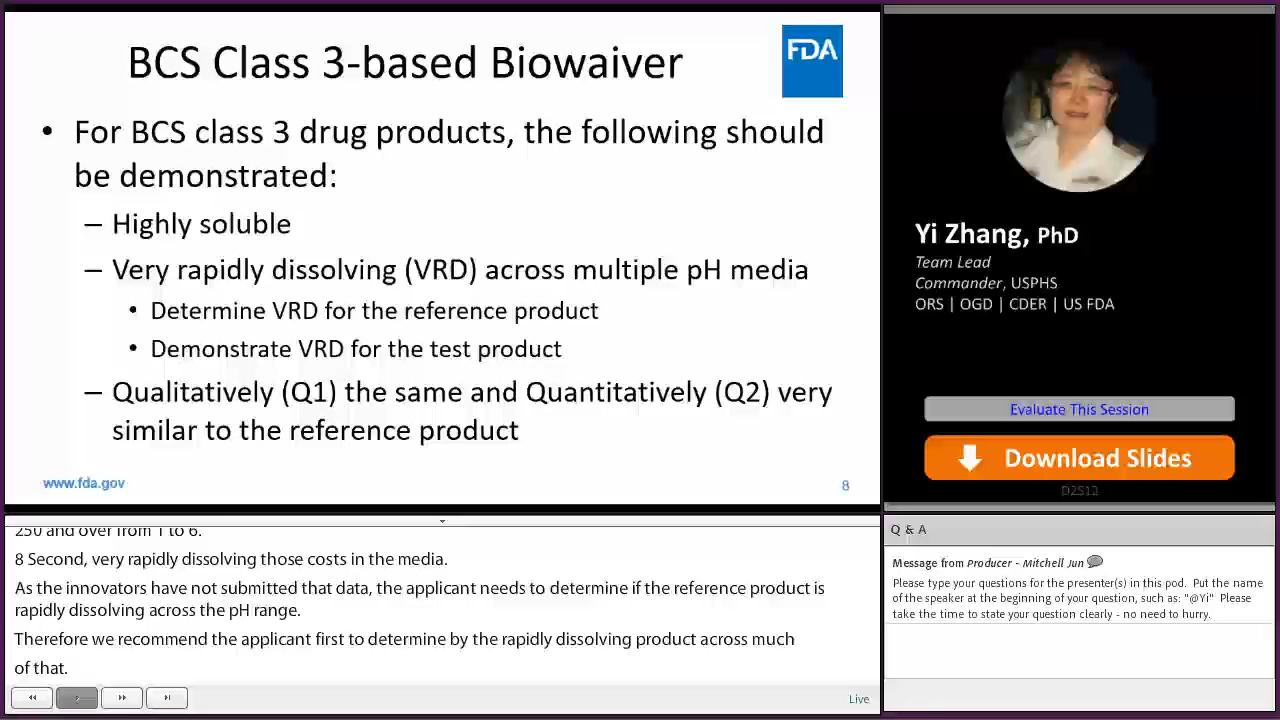 BCS Class 3-based Biowaiver
FDA
• For BCS class 3 drug products, the following should
be demonstrated:
– Highly soluble
– Very rapidly dissolving (VRD) across multiple pH media
• Determine VRD for the reference product
• Demonstrate VRD for the test product
– Qualitatively (Q1) the same and Quantitatively (Q2) very
similar to the reference product
www.fda.gov
8
Yi Zhang, PhD
Team Lead
Commander, USPHS
ORS | OGD | CDER | US FDA
Evaluate This Session
Download Slides
D2S12
250 and over from 1 to 6.
8 Second, very rapidly dissolving those costs in the media.
As the innovators have not submitted that data, the applicant needs to determine if the reference product is
rapidly dissolving across the pH range.
Therefore we recommend the applicant first to determine by the rapidly dissolving product across much
of that.
Live
Q & A
Message from Producer - Mitchell Jun
Please type your questions for the presenter(s) in this pod. Put the name
of the speaker at the beginning of your question, such as: "@Yi" Please
take the time to state your question clearly - no need to hurry.